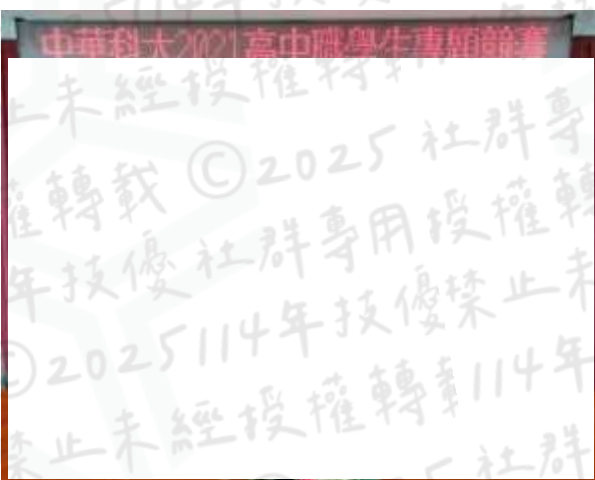 中華科大2021高中職學生專題競賽
止未經授權轉
權轉載 ©2025 社群專
年技優 社群專用授權轉
©2025114年技優禁止未
禁止未經授權轉載114年
社群